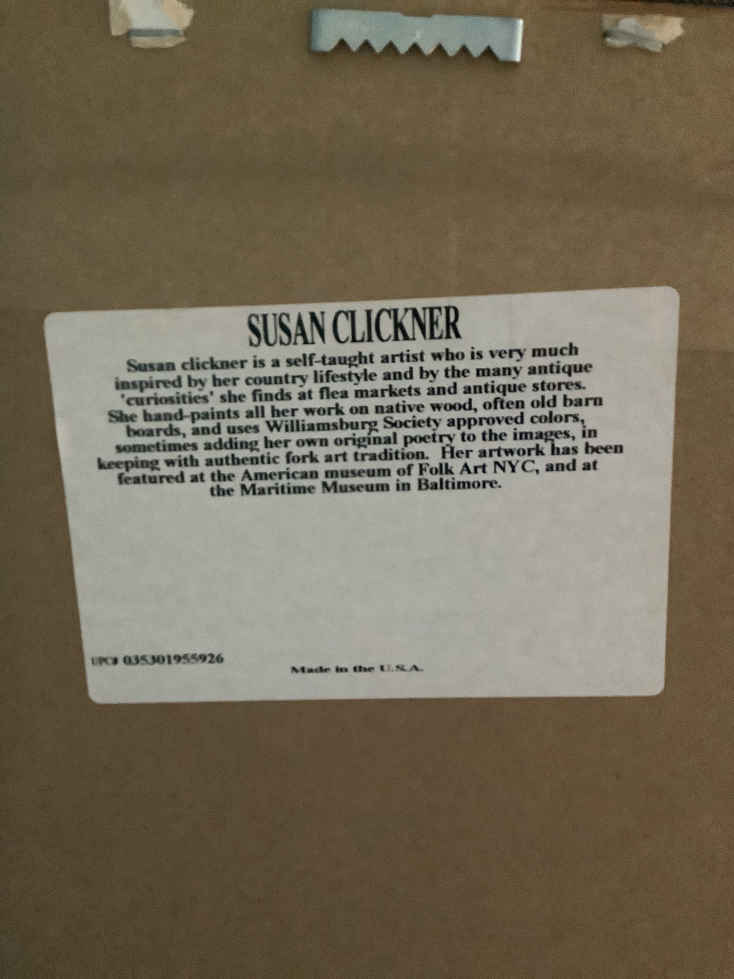 SUSAN CLICKNER
Susan clickner is a self-taught artist who is very much
inspired by her country lifestyle and by the many antique
'curiosities' she finds at flea markets and antique stores.
She hand-paints all her work on native wood, often old barn
boards, and uses Williamsburg Society approved colors,
sometimes adding her own original poetry to the images, in
keeping with authentic fork art tradition. Her artwork has been
featured at the American museum of Folk Art NYC, and at
the Maritime Museum in Baltimore.
UPC# 035301955926
Made in the U.S.A.